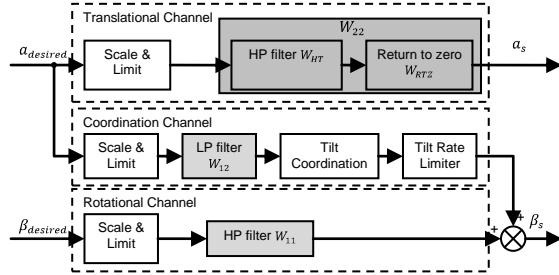 Translational Channel
W22
a_desired
Scale & Limit
HP filter W_HT
Return to zero W_RTZ
a_s
Coordination Channel
Scale & Limit
LP filter W12
Tilt Coordination
Tilt Rate Limiter
Rotational Channel
β_desired
Scale & Limit
HP filter W11
+
+
β_s